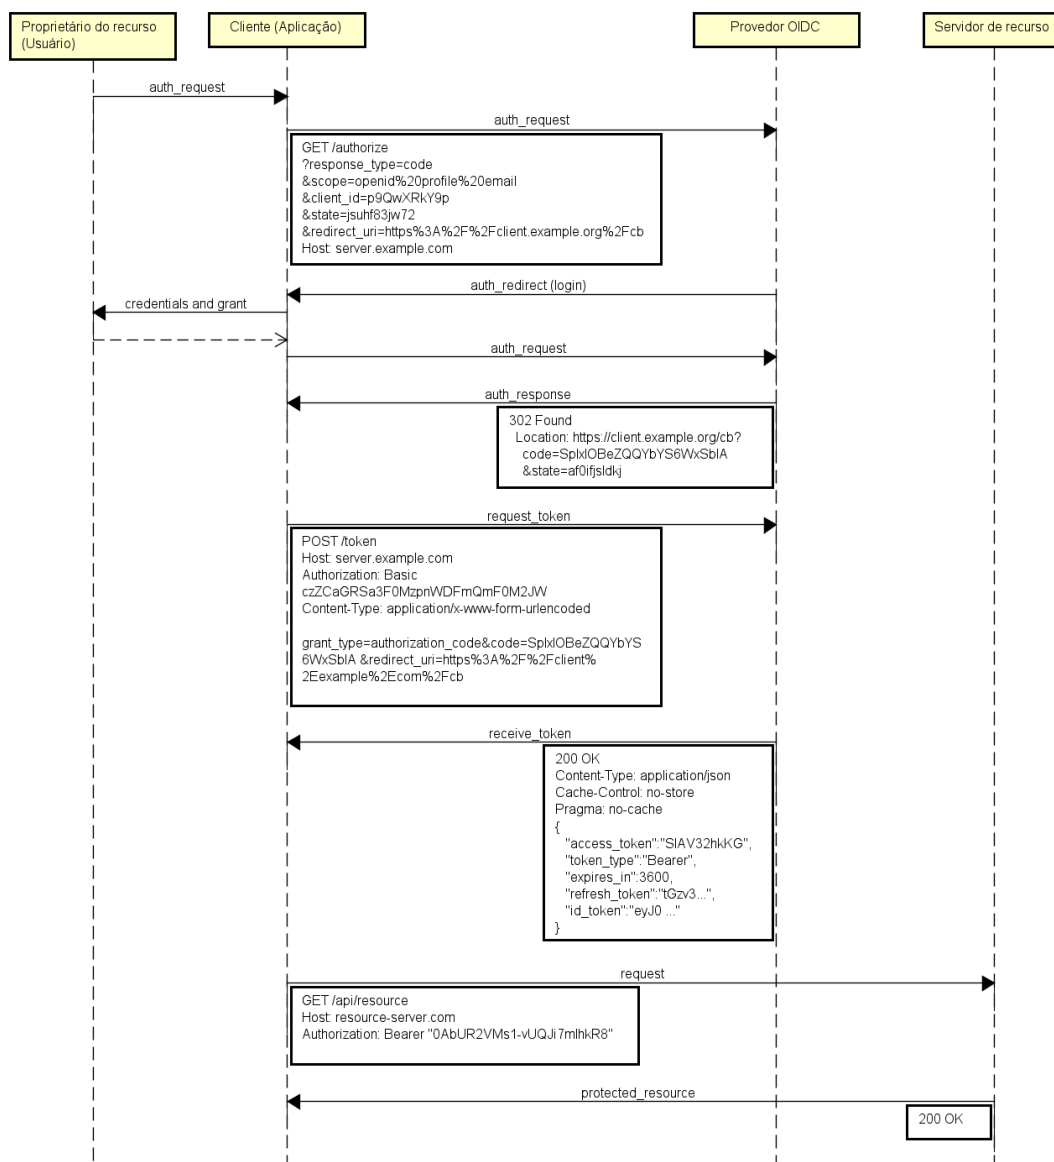 Proprietário do recurso
(Usuário)
Cliente (Aplicação)
Provedor OIDC
Servidor de recurso
auth_request
auth_request
GET /authorize
?response_type=code
&scope=openid%20profile%20email
&client_id=p9QwXRkY9p
&state=jsuhf83jw72
&redirect_uri=https%3A%2F%2Fclient.example.org%2Fcb
Host: server.example.com
auth_redirect (login)
credentials and grant
auth_request
auth_response
302 Found
Location: https://client.example.org/cb?
code=SplxlOBeZQQYbYS6WxSbIA
&state=af0ifjsldkj
request_token
POST /token
Host: server.example.com
Authorization: Basic
czZCaGRSa3F0MzpnWDFmQmF0M2JW
Content-Type: application/x-www-form-urlencoded
grant_type=authorization_code&code=SplxlOBeZQQYbYS
6WxSbIA &redirect_uri=https%3A%2F%2Fclient%
2Eexample%2Ecom%2Fcb
receive_token
200 OK
Content-Type: application/json
Cache-Control: no-store
Pragma: no-cache
{
"access_token":"SlAV32hkKG",
"token_type":"Bearer",
"expires_in":3600,
"refresh_token":"tGzv3...",
"id_token":"eyJ0 ..."
}
request
GET /api/resource
Host: resource-server.com
Authorization: Bearer "0AbUR2VMs1-vUQJi7mlhkR8"
protected_resource
200 OK